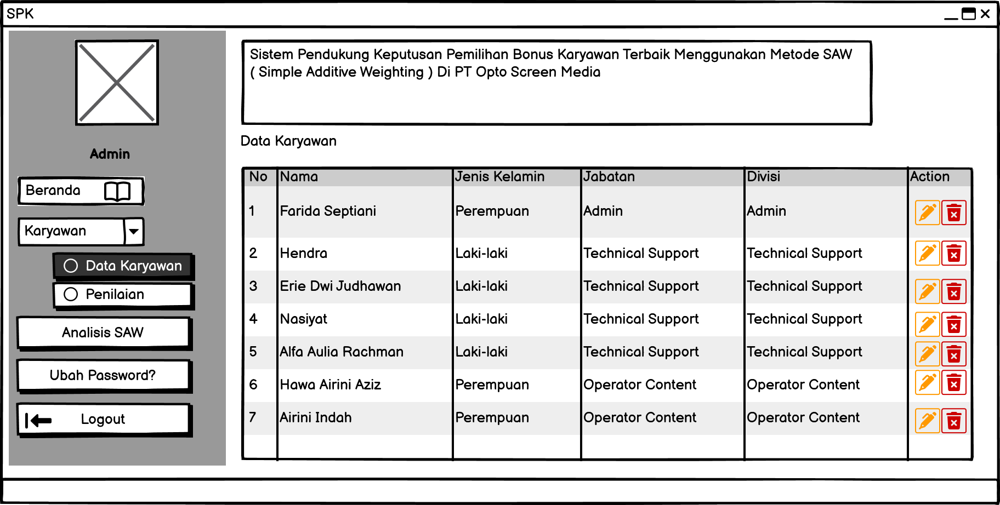 SPK
Sistem Pendukung Keputusan Pemilihan Bonus Karyawan Terbaik Menggunakan Metode SAW
( Simple Additive Weighting ) Di PT Opto Screen Media
Admin
Beranda
Karyawan
Data Karyawan
Penilaian
Analisis SAW
Ubah Password?
Logout
Data Karyawan
No Nama Jenis Kelamin Jabatan Divisi Action
1 Farida Septiani Perempuan Admin Admin
2 Hendra Laki-laki Technical Support Technical Support
3 Erie Dwi Judhawan Laki-laki Technical Support Technical Support
4 Nasiyat Laki-laki Technical Support Technical Support
5 Alfa Aulia Rachman Laki-laki Technical Support Technical Support
6 Hawa Airini Aziz Perempuan Operator Content Operator Content
7 Airini Indah Perempuan Operator Content Operator Content